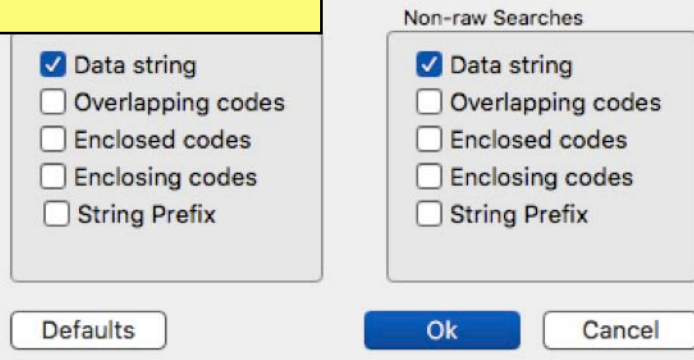 Non-raw Searches
Data string
Overlapping codes
Enclosed codes
Enclosing codes
String Prefix
Data string
Overlapping codes
Enclosed codes
Enclosing codes
String Prefix
Defaults
Ok
Cancel